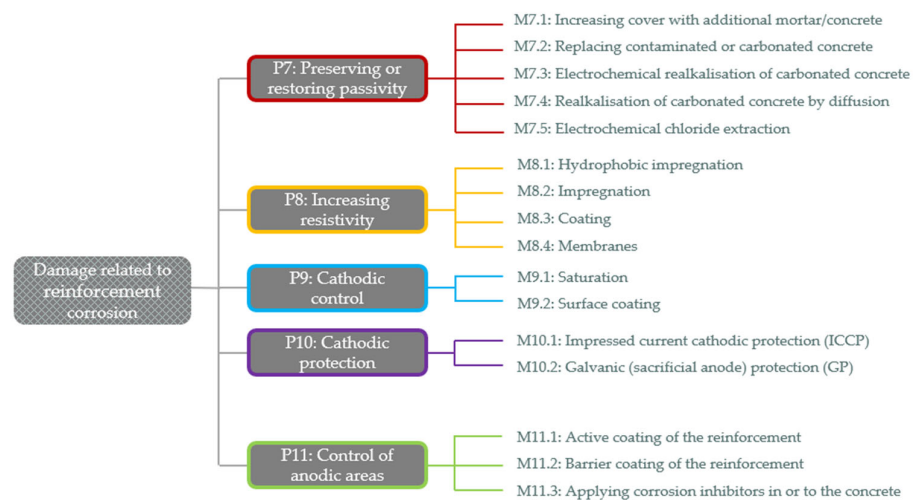 Damage related to
reinforcement
corrosion
P7: Preserving or
restoring passivity
M7.1: Increasing cover with additional mortar/concrete
M7.2: Replacing contaminated or carbonated concrete
M7.3: Electrochemical realkalisation of carbonated concrete
M7.4: Realkalisation of carbonated concrete by diffusion
M7.5: Electrochemical chloride extraction
P8: Increasing
resistivity
M8.1: Hydrophobic impregnation
M8.2: Impregnation
M8.3: Coating
M8.4: Membranes
P9: Cathodic
control
M9.1: Saturation
M9.2: Surface coating
P10: Cathodic
protection
M10.1: Impressed current cathodic protection (ICCP)
M10.2: Galvanic (sacrificial anode) protection (GP)
P11: Control of
anodic areas
M11.1: Active coating of the reinforcement
M11.2: Barrier coating of the reinforcement
M11.3: Applying corrosion inhibitors in or to the concrete